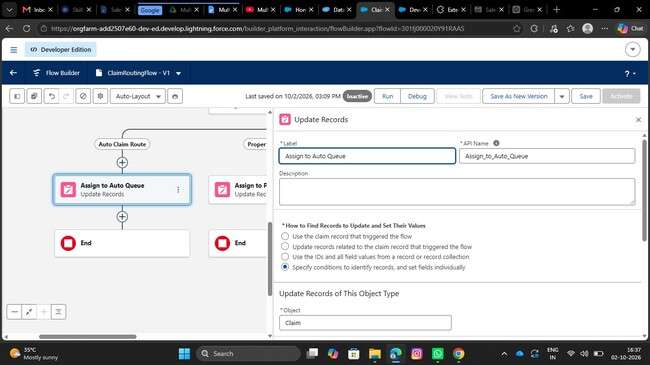 Inbo
Skill
Sales
Google
Mult
Mult
Mult
Hon
Data
Clai
Dev
Exte
Sale
Gro
https://orgfarm-add2507e60-dev-ed.develop.lightning.force.com/builder_platform_interaction/flowBuilder.app?flowId=301fj000020Y91RAAS
Chat
Developer Edition
Flow Builder
ClaimRoutingFlow - V1
?
Auto-Layout
Last saved on 10/2/2026, 03:09 PM
Inactive
Run
Debug
View Tests
Save As New Version
Save
Activate
Auto Claim Route
Proper
Assign to Auto Queue
Update Records
Assign to P
Update Rec
End
End
Update Records
*Label
*API Name
Assign to Auto Queue
Assign_to_Auto_Queue
Description
*How to Find Records to Update and Set Their Values
Use the claim record that triggered the flow
Update records related to the claim record that triggered the flow
Use the IDs and all field values from a record or record collection
Specify conditions to identify records, and set fields individually
Update Records of This Object Type
*Object
Claim
35°C
Mostly sunny
Search
ENG
IN
16:37
02-10-2026